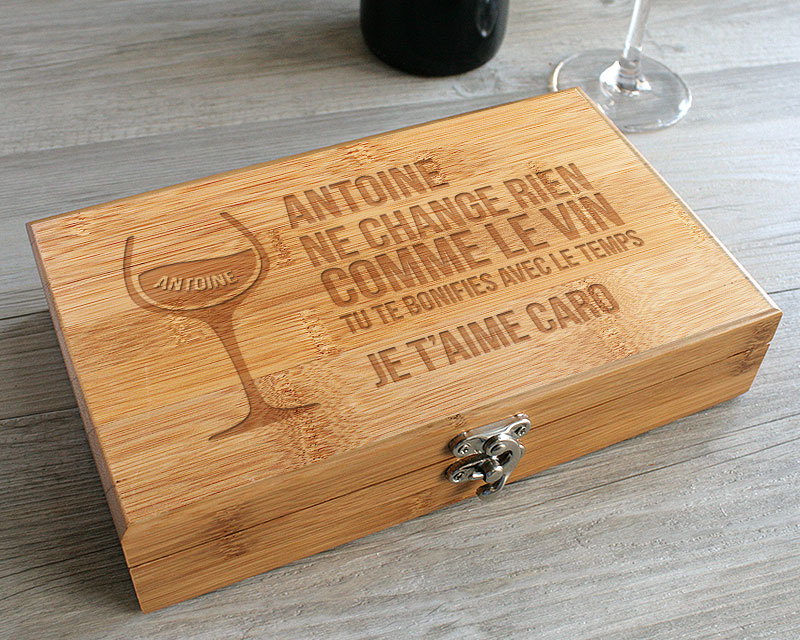 ANTOINE
ANTOINE
NE CHANGE RIEN
COMME LE VIN
TU TE BONIFIES AVEC LE TEMPS
JE T'AIME CARO